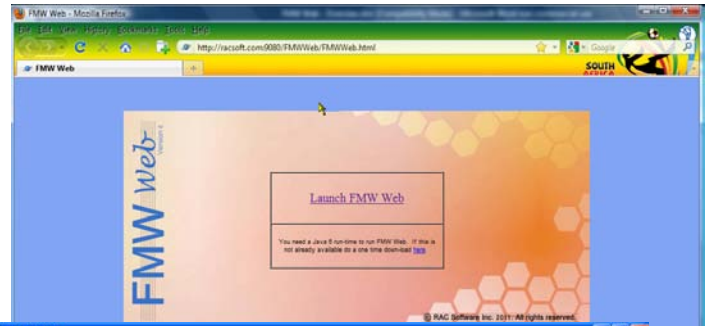 FMW Web - Mozilla Firefox
File Edit View History Bookmarks Tools Help
http://racsoft.com:9080/FMWWeb/FMWWeb.html
Google
FMW Web
SOUTH
AFRICA
FMW Web
Version 4
Launch FMW Web
You need a Java 6 run-time to run FMW Web. If this is
not already available do a one time down-load here.
© RAC Software Inc. 2011. All rights reserved.